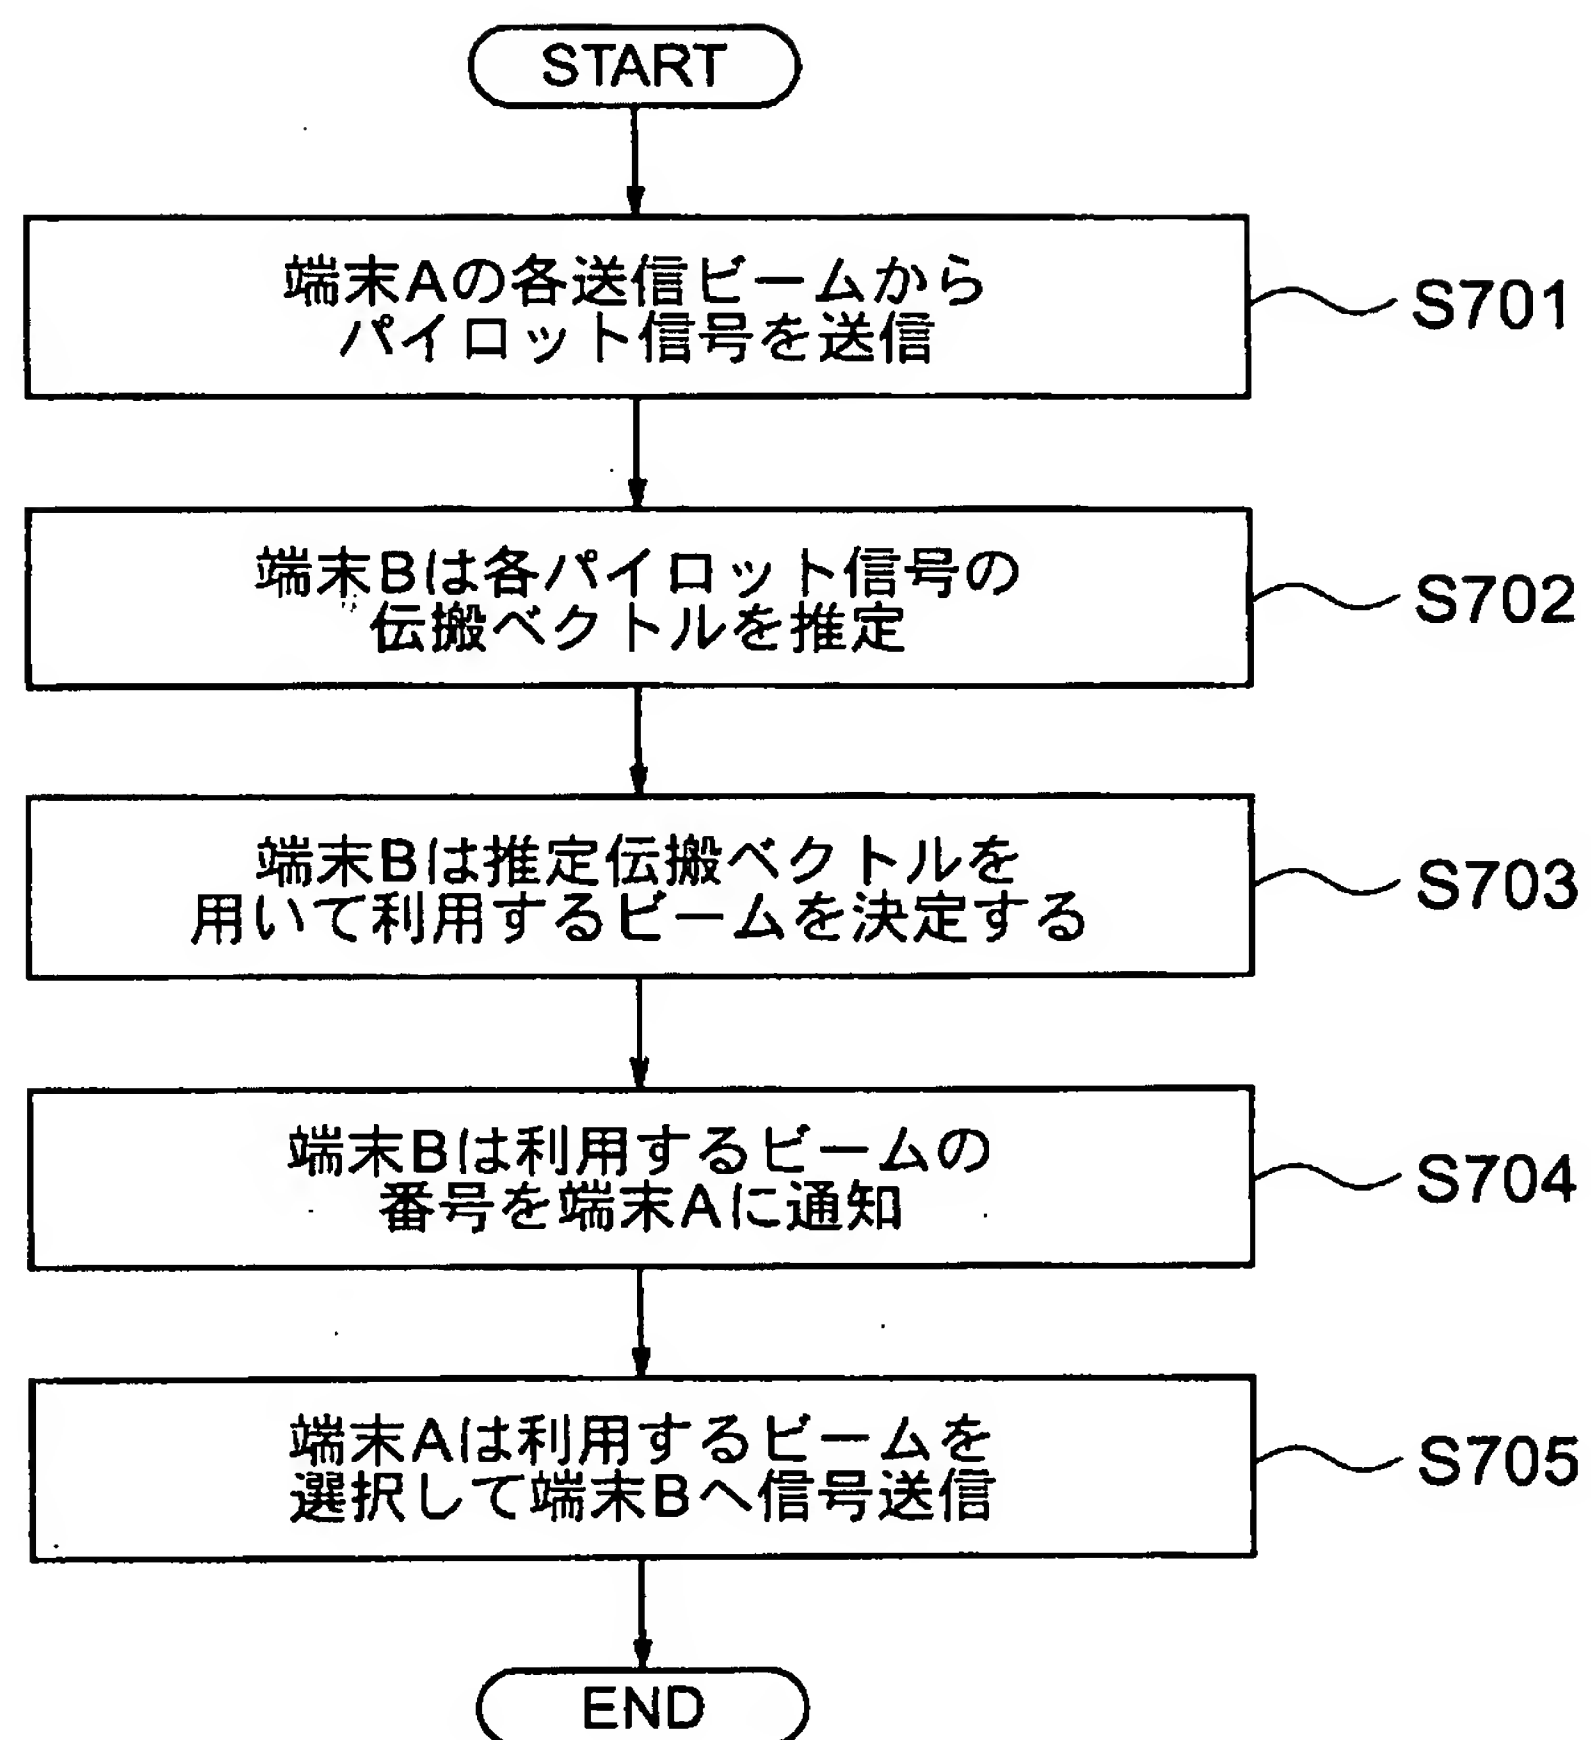 START
端末Aの各送信ビームから
パイロット信号を送信
S701
端末Bは各パイロット信号の
伝搬ベクトルを推定
S702
端末Bは推定伝搬ベクトルを
用いて利用するビームを決定する
S703
端末Bは利用するビームの
番号を端末Aに通知
S704
端末Aは利用するビームを
選択して端末Bへ信号送信
S705
END